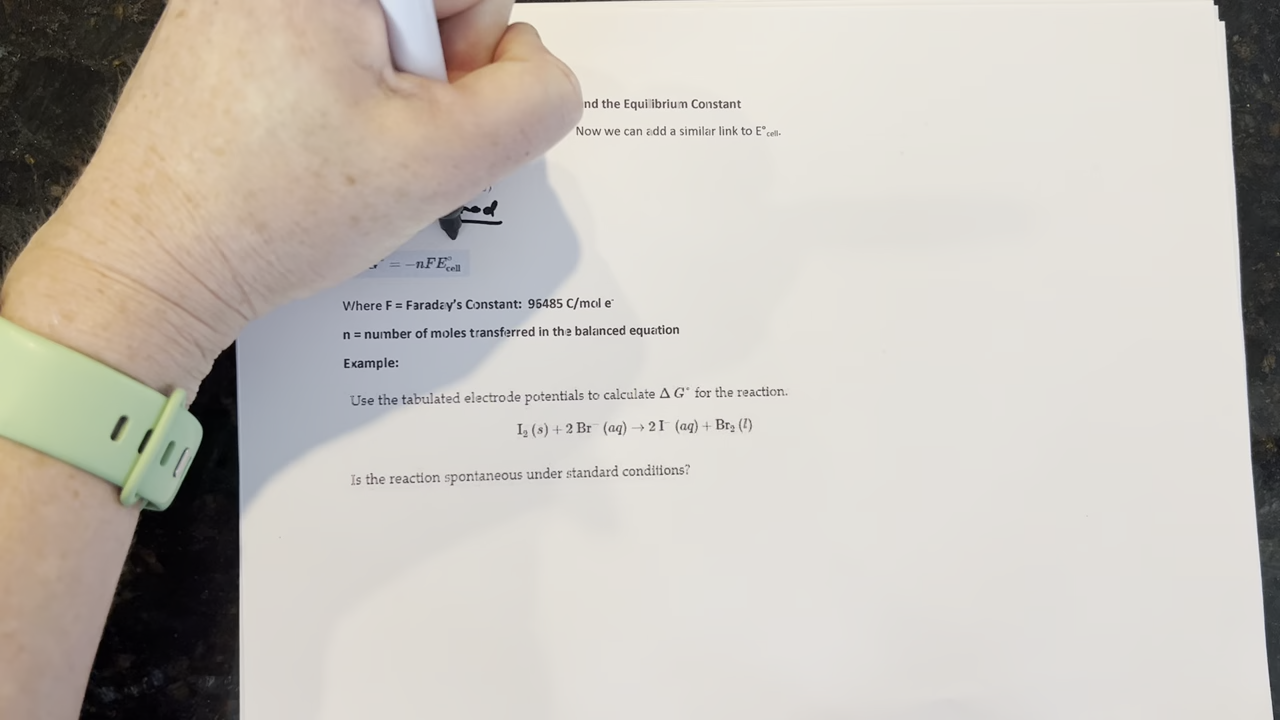 nd the Equilibrium Constant
Now we can add a similar link to E°cell.
= −nFE°cell
Where F = Faraday's Constant: 96485 C/mol e⁻
n = number of moles transferred in the balanced equation
Example:
Use the tabulated electrode potentials to calculate Δ G° for the reaction.
I₂ (s) + 2 Br⁻ (aq) → 2 I⁻ (aq) + Br₂ (l)
Is the reaction spontaneous under standard conditions?